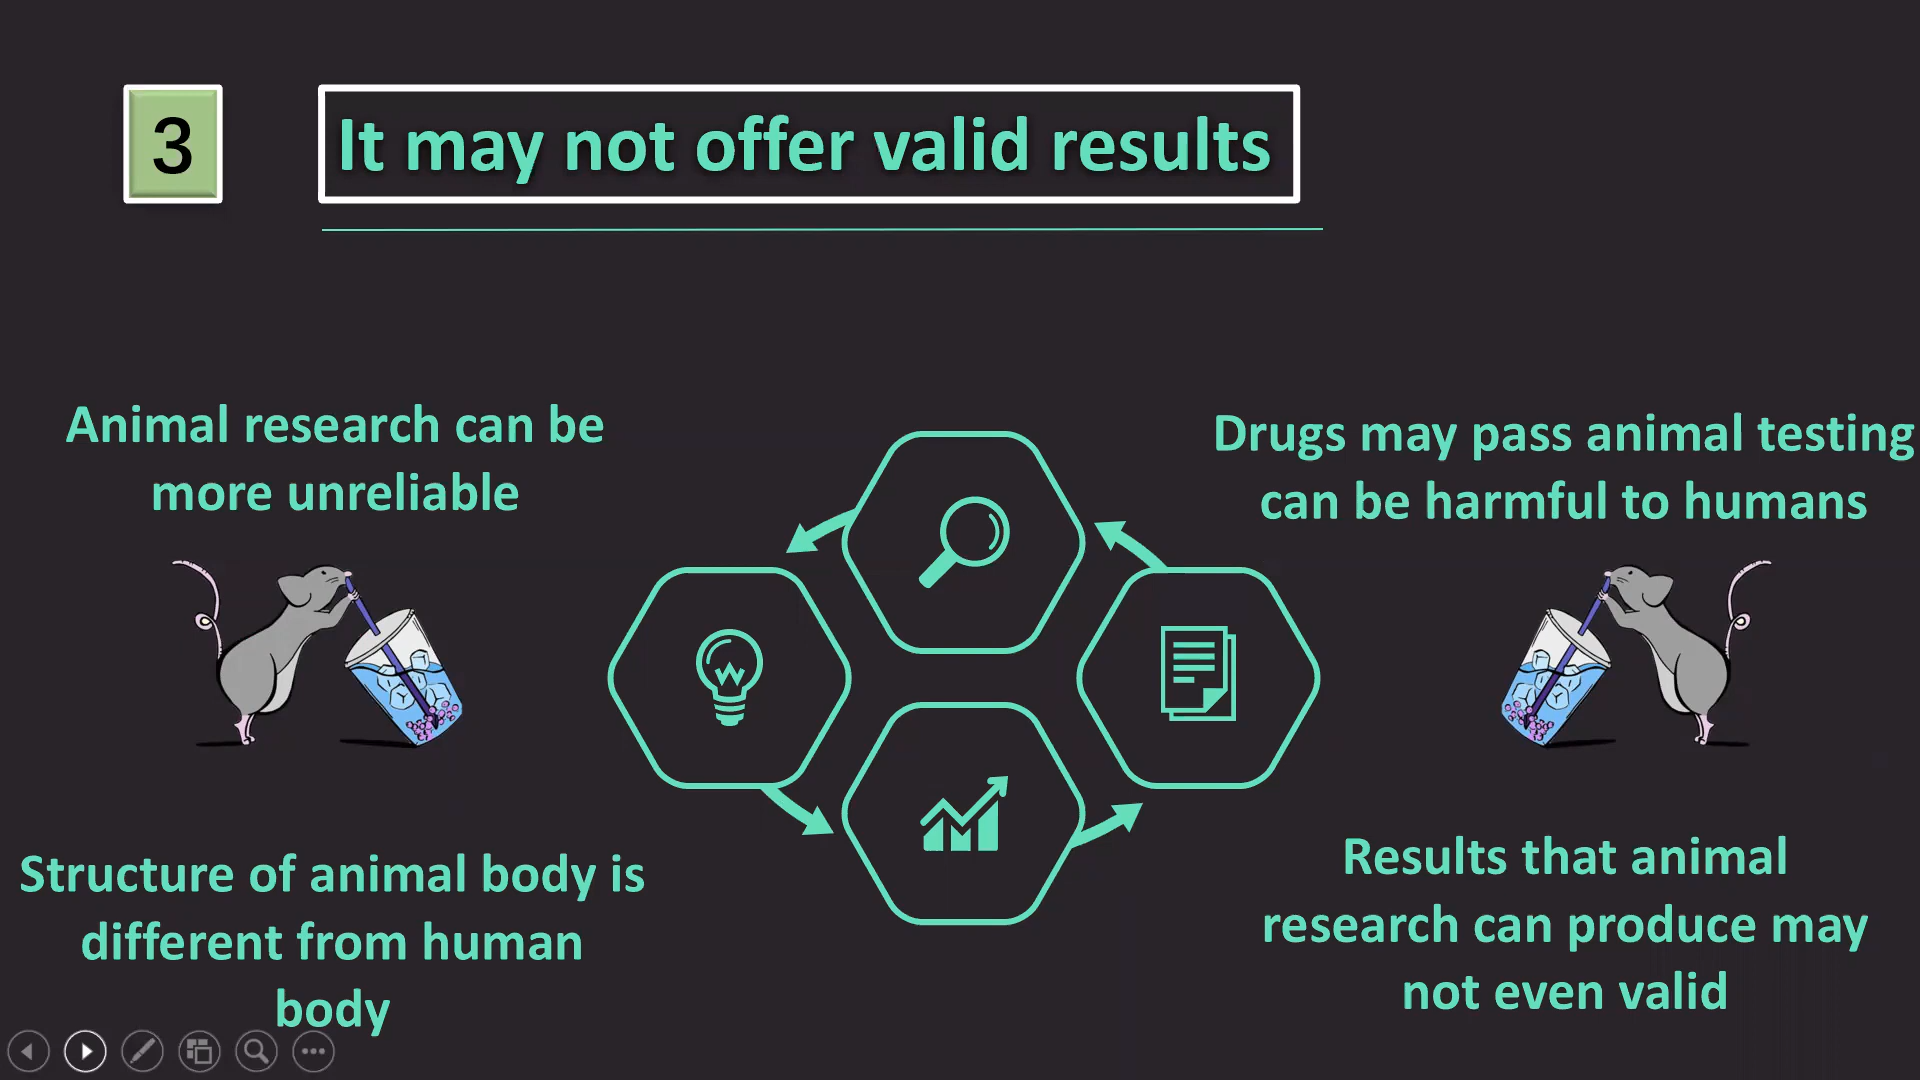 3
It may not offer valid results
Animal research can be
more unreliable
Drugs may pass animal testing
can be harmful to humans
Structure of animal body is
different from human
body
Results that animal
research can produce may
not even valid